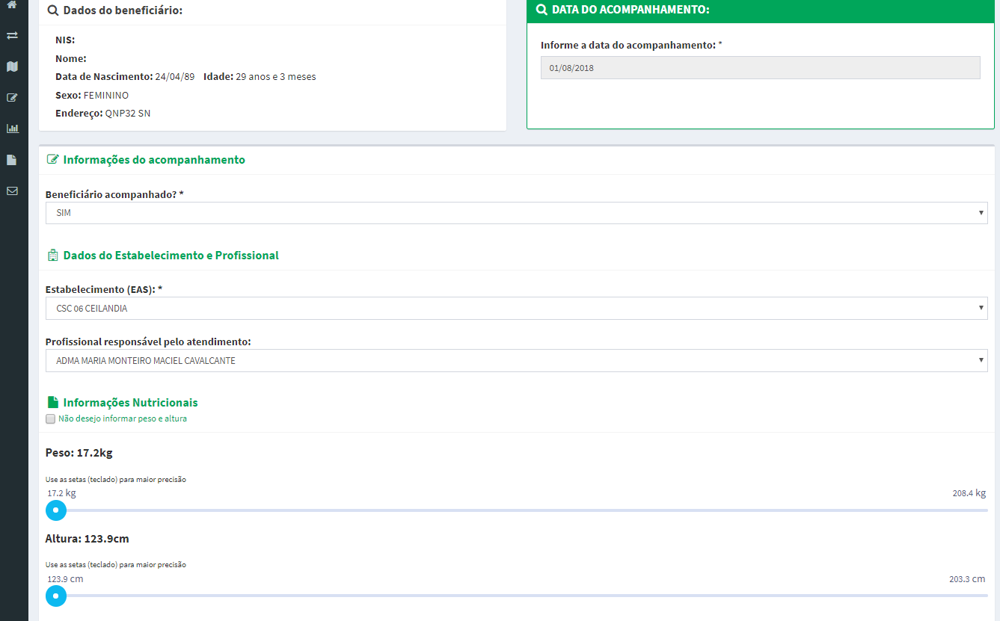 Dados do beneficiário:
NIS:
Nome:
Data de Nascimento: 24/04/89 Idade: 29 anos e 3 meses
Sexo: FEMININO
Endereço: QNP32 SN
DATA DO ACOMPANHAMENTO:
Informe a data do acompanhamento: *
01/08/2018
Informações do acompanhamento
Beneficiário acompanhado? *
SIM
Dados do Estabelecimento e Profissional
Estabelecimento (EAS): *
CSC 06 CEILANDIA
Profissional responsável pelo atendimento:
ADMA MARIA MONTEIRO MACIEL CAVALCANTE
Informações Nutricionais
Não desejo informar peso e altura
Peso: 17.2kg
Use as setas (teclado) para maior precisão
17.2 kg 208.4 kg
Altura: 123.9cm
Use as setas (teclado) para maior precisão
123.9 cm 203.3 cm